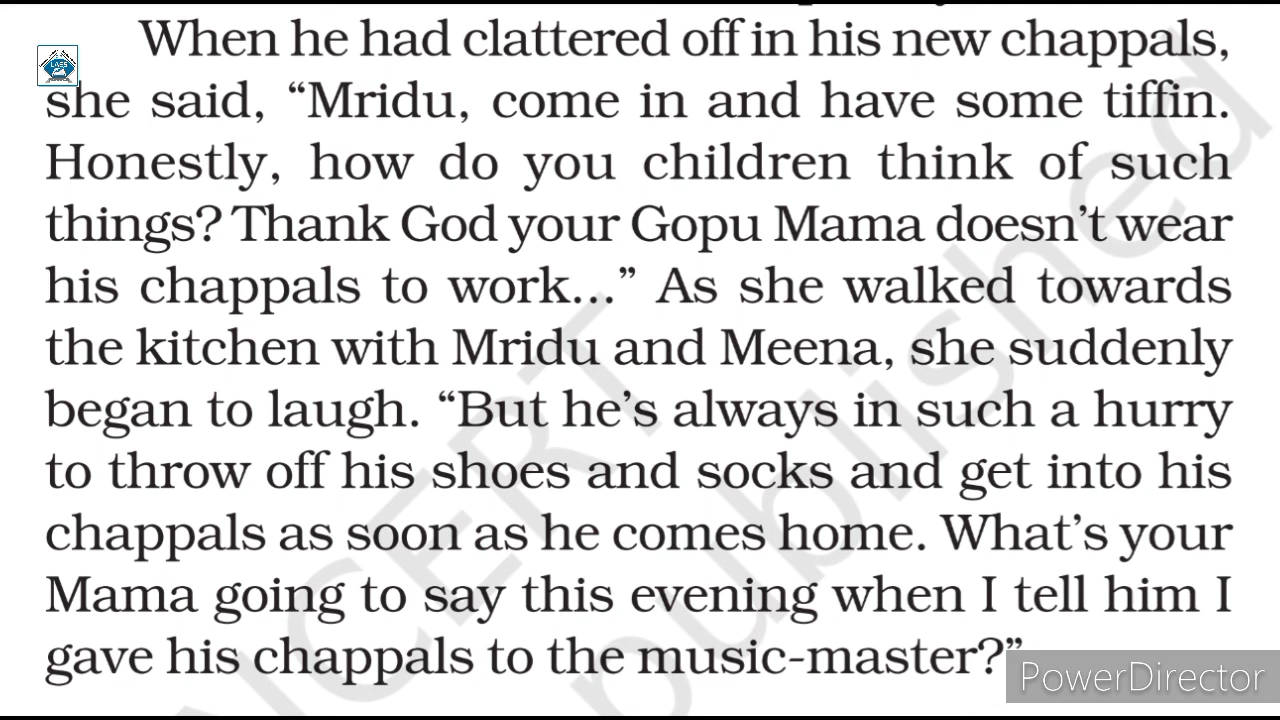 When he had clattered off in his new chappals,
she said, “Mridu, come in and have some tiffin.
Honestly, how do you children think of such
things? Thank God your Gopu Mama doesn’t wear
his chappals to work...” As she walked towards
the kitchen with Mridu and Meena, she suddenly
began to laugh. “But he’s always in such a hurry
to throw off his shoes and socks and get into his
chappals as soon as he comes home. What’s your
Mama going to say this evening when I tell him I
gave his chappals to the music-master?”
NCERT
published
PowerDirector